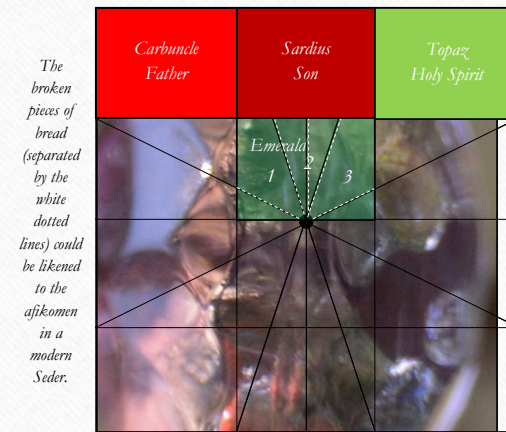 The
broken
pieces of
bread
(separated
by the
white
dotted
lines) could
be likened
to the
afikomen
in a
modern
Seder.
Carbuncle
Father
Sardius
Son
Topaz
Holy Spirit
Emerald
1
2
3